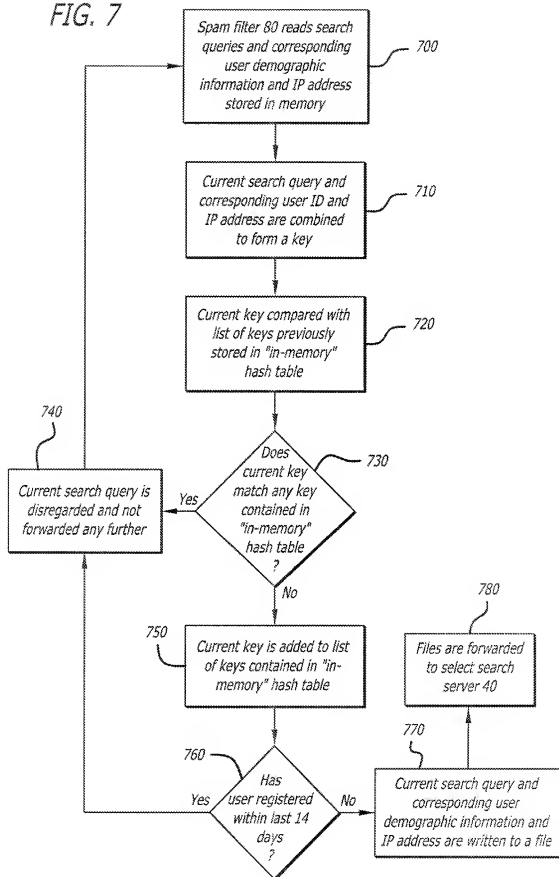 FIG. 7
Spam filter 80 reads search
queries and corresponding
user demographic
information and IP address
stored in memory
700
Current search query and
corresponding user ID and
IP address are combined
to form a key
710
Current key compared with
list of keys previously
stored in "in-memory"
hash table
720
740
Current search query is
disregarded and not
forwarded any further
Yes
Does
current key
match any key
contained in
"in-memory"
hash table
?
730
No
750
Current key is added to list
of keys contained in "in-
memory" hash table
780
Files are forwarded
to select search
server 40
760
Yes
Has
user registered
within last 14
days
?
No
770
Current search query and
corresponding user
demographic information and
IP address are written to a file